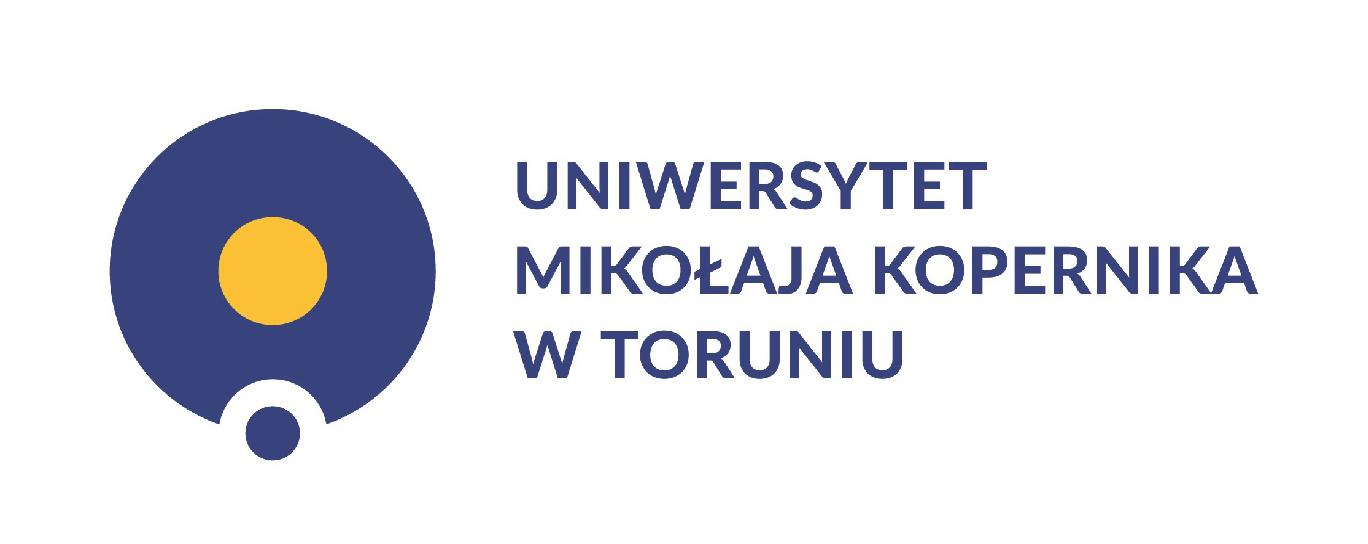 UNIWERSYTET
MIKOŁAJA KOPERNIKA
W TORUNIU